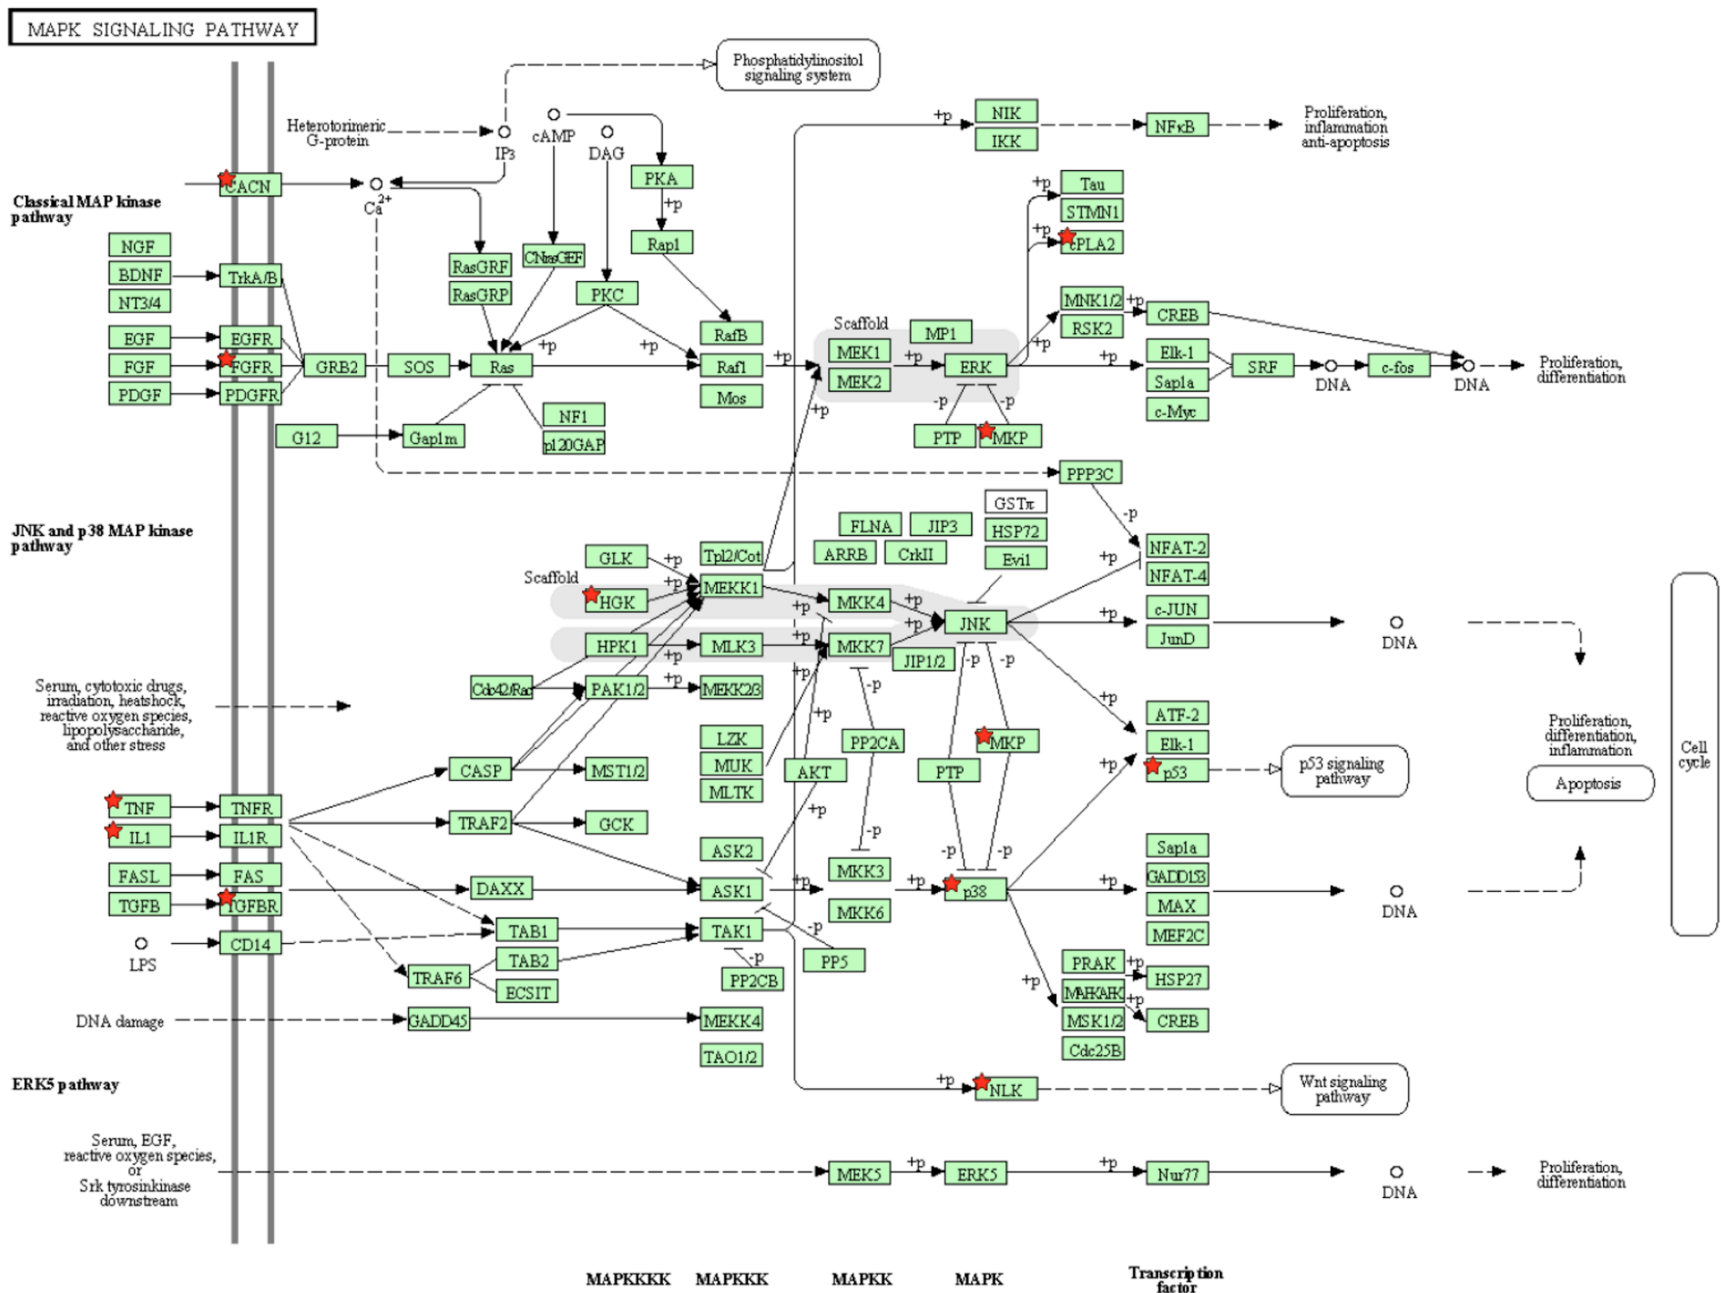 MAPK SIGNALING PATHWAY
Phosphatidylinositol
signaling system
Heterotorimeric
G-protein
IP3
cAMP
DAG
NIK
IKK
NFκB
Proliferation,
inflammation
anti-apoptosis
+p
CACN
Ca2+
PKA
+p
Rap1
Classical MAP kinase
pathway
Tau
STMN1
cPLA2
+p
+p
NGF
BDNF
NT3/4
TrkA/B
RasGRF
RasGRP
CNrasGEF
PKC
MNK1/2
RSK2
+p
CREB
EGF
EGFR
FGF
FGFR
PDGF
PDGFR
GRB2
SOS
Ras
+p
+p
RafB
Raf1
Mos
+p
Scaffold
MEK1
MEK2
+p
MP1
ERK
+p
Elk-1
Sap1a
c-Myc
SRF
DNA
c-fos
DNA
Proliferation,
differentiation
G12
Gap1m
NF1
p120GAP
+p
-p
-p
PTP
MKP
PPP3C
-p
JNK and p38 MAP kinase
pathway
GSTπ
HSP72
Evi1
FLNA
JIP3
ARRB
CrkII
NFAT-2
NFAT-4
+p
GLK
+p
Tpl2/Cot
Scaffold
HGK
+p
MEKK1
+p
MKK4
+p
JNK
+p
c-JUN
JunD
DNA
HPK1
+p
MLK3
+p
MKK7
+p
JIP1/2
-p
-p
Cdc42/Rac
PAK1/2
+p
MEKK2/3
+p
-p
+p
Serum, cytotoxic drugs,
irradiation, heatshock,
reactive oxygen species,
lipopolysaccharide,
and other stress
LZK
MUK
MLTK
+p
PP2CA
AKT
+p
PTP
MKP
ATF-2
Elk-1
p53
+p
p53 signaling
pathway
Proliferation,
differentiation,
inflammation
Apoptosis
Cell
cycle
CASP
MST1/2
TNF
TNFR
IL1
IL1R
TRAF2
GCK
-p
ASK2
-p
-p
MKK3
MKK6
Sap1a
GADD153
MAX
MEF2C
FASL
FAS
TGFB
TGFBR
DAXX
ASK1
+p
+p
p38
+p
DNA
LPS
CD14
TAB1
TAB2
ECSIT
TRAF6
TAK1
-p
-p
PP2CB
PP5
+p
PRAK
MAPKAPK
MSK1/2
Cdc25B
+p
+p
HSP27
CREB
DNA damage
GADD45
MEKK4
TAO1/2
ERK5 pathway
+p
NLK
Wnt signaling
pathway
Serum, EGF,
reactive oxygen species,
or
Srk tyrosinkinase
downstream
MEK5
+p
ERK5
+p
Nur77
DNA
Proliferation,
differentiation
MAPKKKK
MAPKKK
MAPKK
MAPK
Transcription
factor